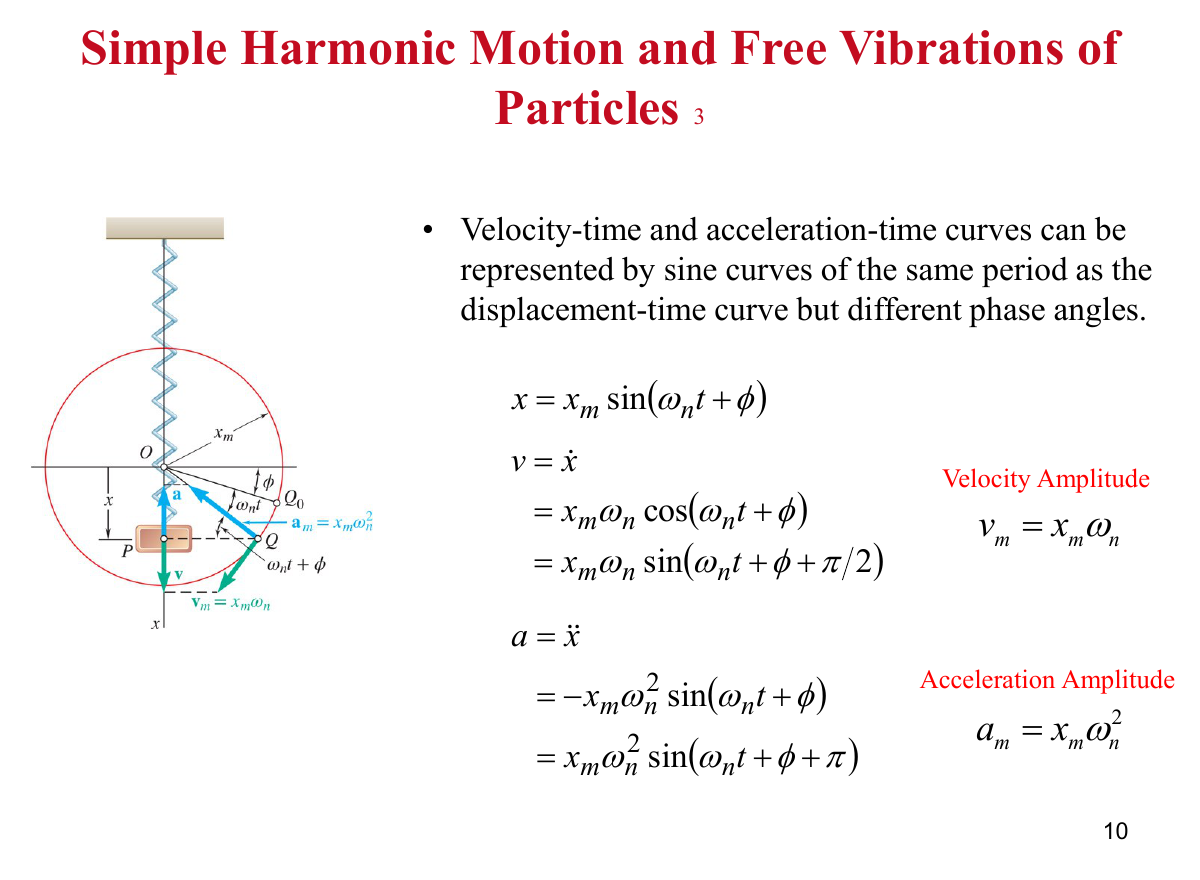 Simple Harmonic Motion and Free Vibrations of
Particles 3
• Velocity-time and acceleration-time curves can be
represented by sine curves of the same period as the
displacement-time curve but different phase angles.
x = x_m sin(ω_n t + ϕ)
v = ẋ
= x_m ω_n cos(ω_n t + ϕ)
= x_m ω_n sin(ω_n t + ϕ + π/2)
Velocity Amplitude
v_m = x_m ω_n
a = ẍ
= −x_m ω_n^2 sin(ω_n t + ϕ)
= x_m ω_n^2 sin(ω_n t + ϕ + π)
Acceleration Amplitude
a_m = x_m ω_n^2
x_m
O
ϕ
x
a
ω_n t
Q_0
a_m = x_m ω_n^2
P
Q
ω_n t + ϕ
v
v_m = x_m ω_n
x
10